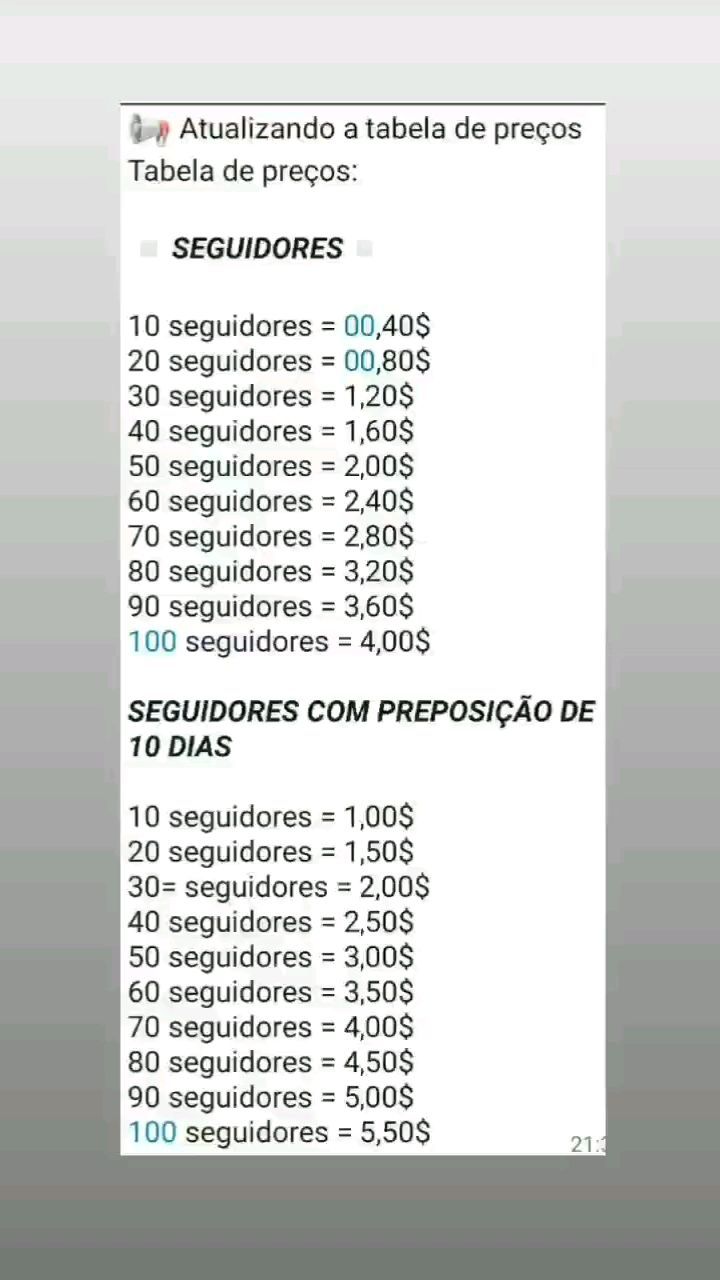 Atualizando a tabela de preços
Tabela de preços:
SEGUIDORES
10 seguidores = 00,40$
20 seguidores = 00,80$
30 seguidores = 1,20$
40 seguidores = 1,60$
50 seguidores = 2,00$
60 seguidores = 2,40$
70 seguidores = 2,80$
80 seguidores = 3,20$
90 seguidores = 3,60$
100 seguidores = 4,00$
SEGUIDORES COM PREPOSIÇÃO DE
10 DIAS
10 seguidores = 1,00$
20 seguidores = 1,50$
30= seguidores = 2,00$
40 seguidores = 2,50$
50 seguidores = 3,00$
60 seguidores = 3,50$
70 seguidores = 4,00$
80 seguidores = 4,50$
90 seguidores = 5,00$
100 seguidores = 5,50$